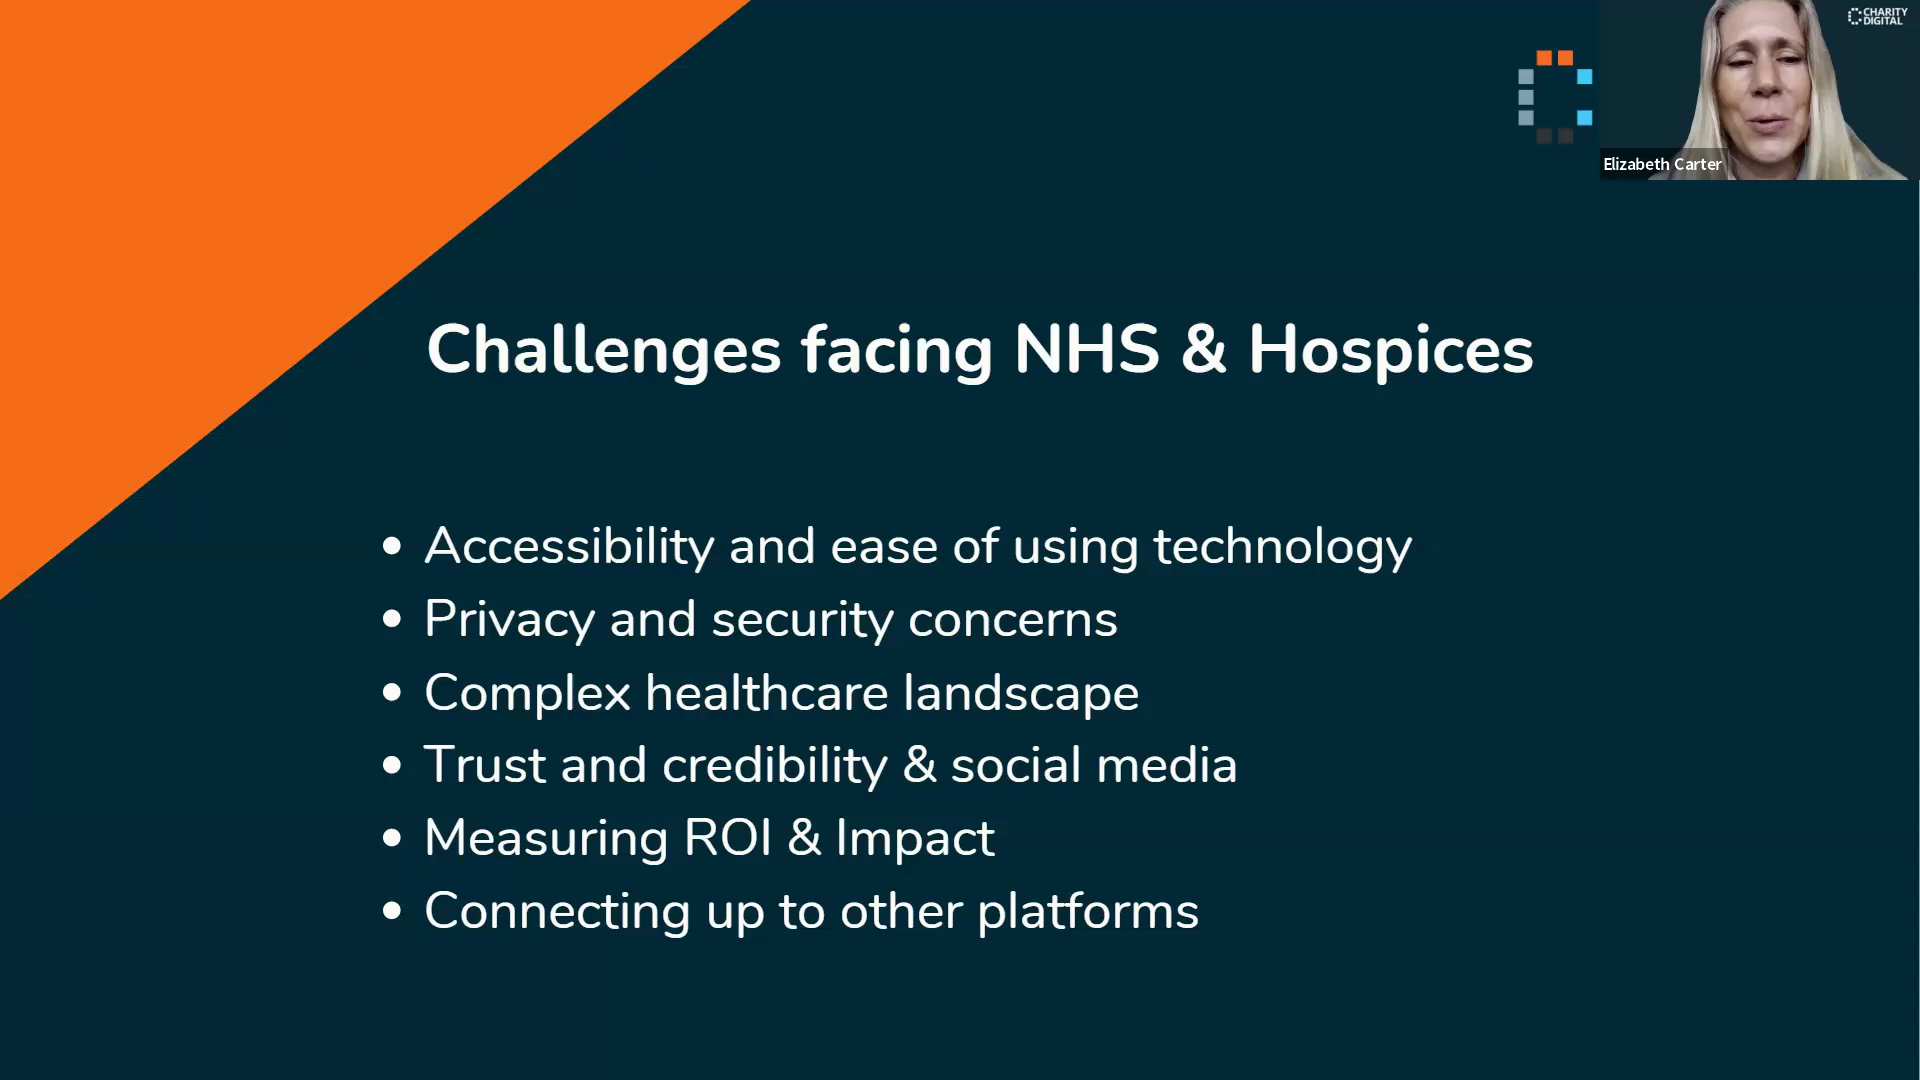 CHARITY
DIGITAL
Elizabeth Carter
Challenges facing NHS & Hospices
• Accessibility and ease of using technology
• Privacy and security concerns
• Complex healthcare landscape
• Trust and credibility & social media
• Measuring ROI & Impact
• Connecting up to other platforms